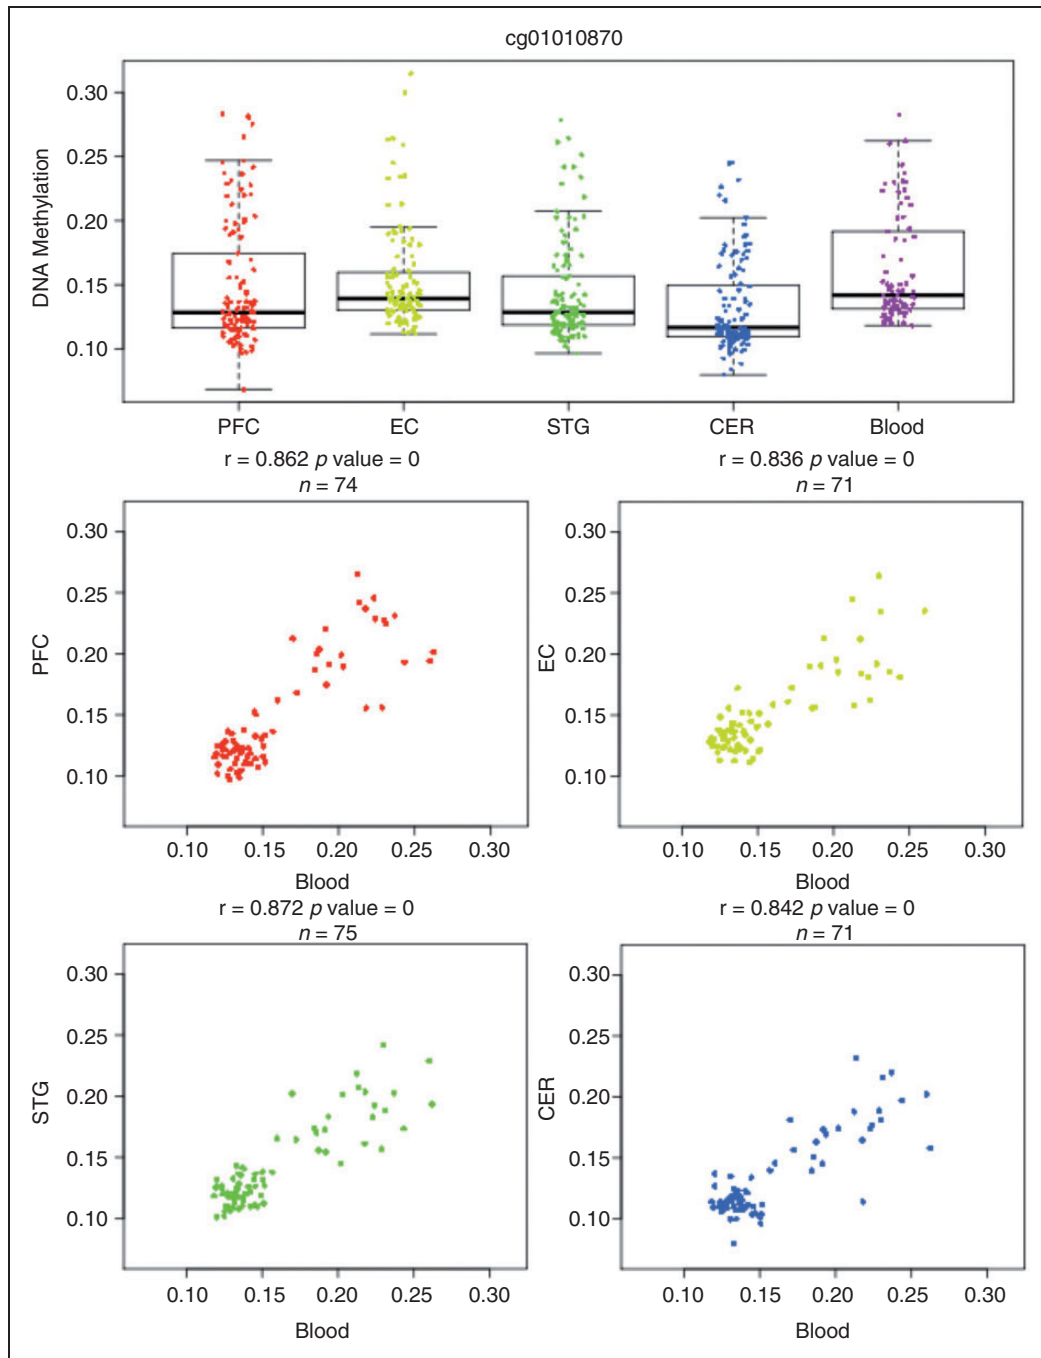 cg01010870
DNA Methylation
0.30
0.25
0.20
0.15
0.10
PFC EC STG CER Blood
r = 0.862 p value = 0
n = 74
PFC
0.30
0.25
0.20
0.15
0.10
0.10 0.15 0.20 0.25 0.30
Blood
r = 0.836 p value = 0
n = 71
EC
0.30
0.25
0.20
0.15
0.10
0.10 0.15 0.20 0.25 0.30
Blood
r = 0.872 p value = 0
n = 75
STG
0.30
0.25
0.20
0.15
0.10
0.10 0.15 0.20 0.25 0.30
Blood
r = 0.842 p value = 0
n = 71
CER
0.30
0.25
0.20
0.15
0.10
0.10 0.15 0.20 0.25 0.30
Blood